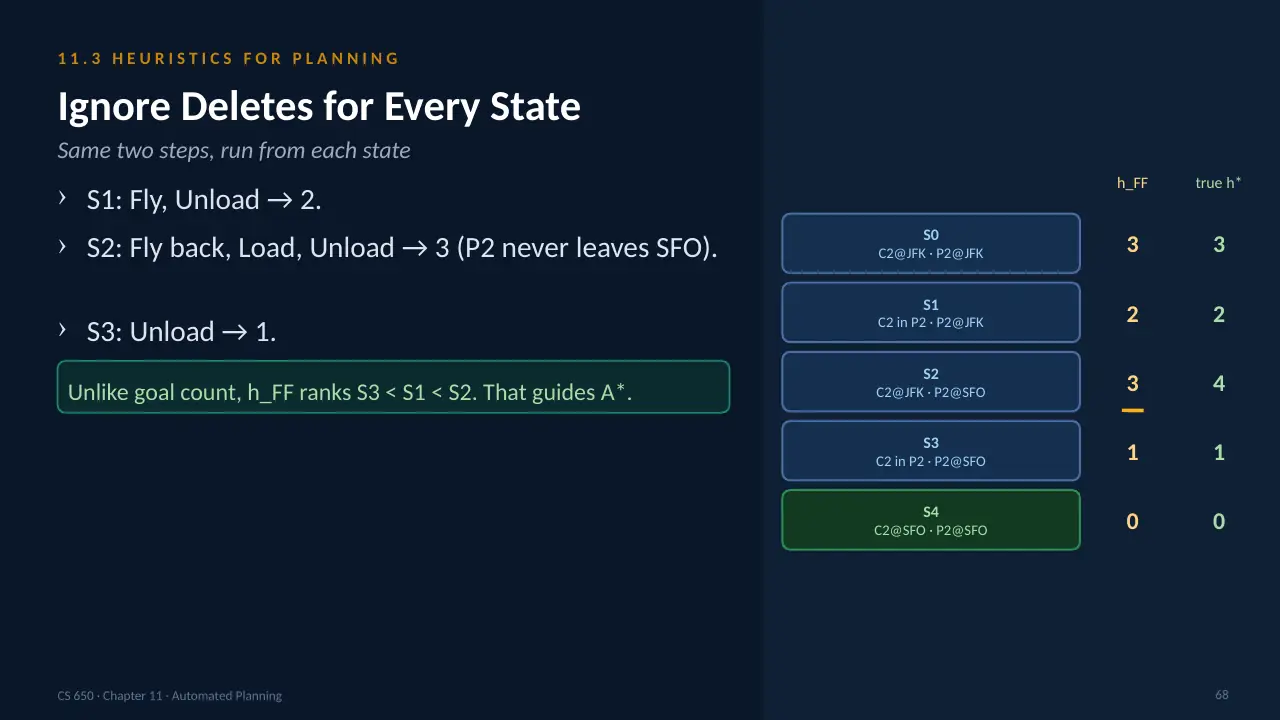 11.3 HEURISTICS FOR PLANNING
Ignore Deletes for Every State
Same two steps, run from each state
› S1: Fly, Unload → 2.
› S2: Fly back, Load, Unload → 3 (P2 never leaves SFO).
› S3: Unload → 1.
Unlike goal count, h_FF ranks S3 < S1 < S2. That guides A*.
h_FF true h*
S0
C2@JFK · P2@JFK
3 3
S1
C2 in P2 · P2@JFK
2 2
S2
C2@JFK · P2@SFO
3 4
S3
C2 in P2 · P2@SFO
1 1
S4
C2@SFO · P2@SFO
0 0
CS 650 · Chapter 11 · Automated Planning
68